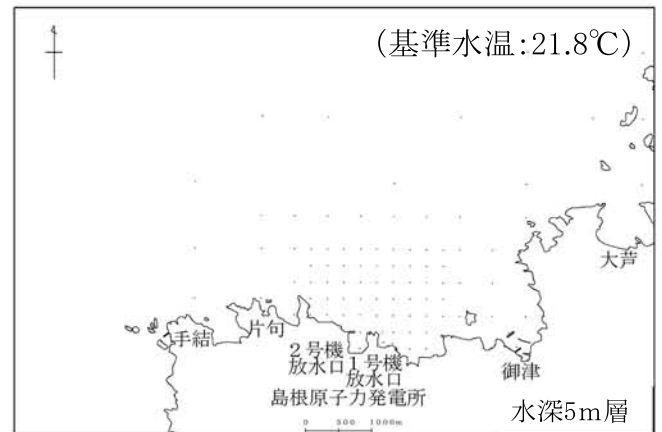 (基準水温:21.8℃)
大芦
手結
片句
2号機
放水口
1号機
放水口
御津
島根原子力発電所
水深5m層
0 500 1000m